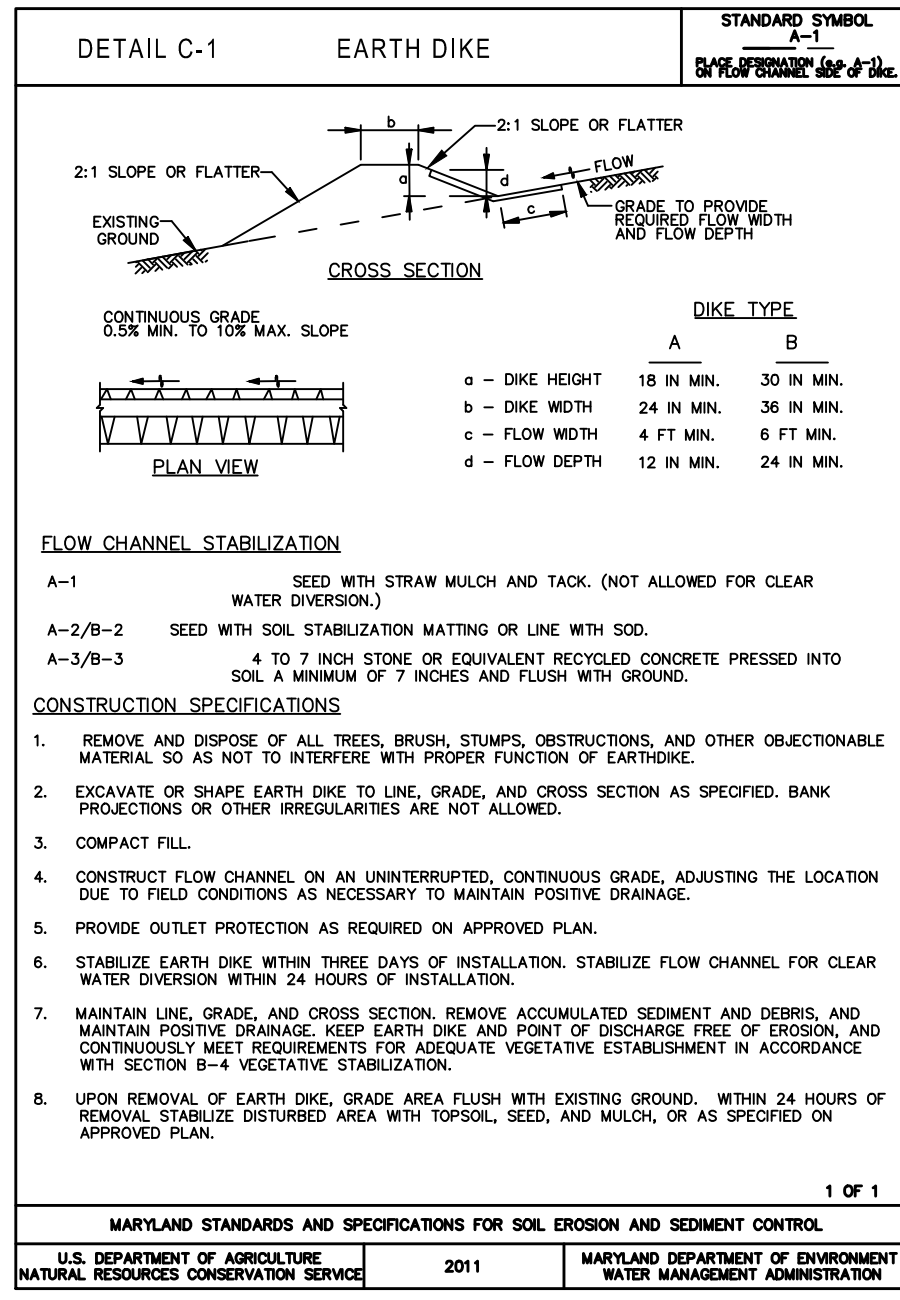 DETAIL C-1 EARTH DIKE
STANDARD SYMBOL
A-1
PLACE DESIGNATION (e.g. A-1)
ON FLOW CHANNEL SIDE OF DIKE.
b
2:1 SLOPE OR FLATTER
2:1 SLOPE OR FLATTER
FLOW
a
d
c
EXISTING
GROUND
GRADE TO PROVIDE
REQUIRED FLOW WIDTH
AND FLOW DEPTH
CROSS SECTION
CONTINUOUS GRADE
0.5% MIN. TO 10% MAX. SLOPE
PLAN VIEW
DIKE TYPE
A B
a - DIKE HEIGHT 18 IN MIN. 30 IN MIN.
b - DIKE WIDTH 24 IN MIN. 36 IN MIN.
c - FLOW WIDTH 4 FT MIN. 6 FT MIN.
d - FLOW DEPTH 12 IN MIN. 24 IN MIN.
FLOW CHANNEL STABILIZATION
A-1 SEED WITH STRAW MULCH AND TACK. (NOT ALLOWED FOR CLEAR
WATER DIVERSION.)
A-2/B-2 SEED WITH SOIL STABILIZATION MATTING OR LINE WITH SOD.
A-3/B-3 4 TO 7 INCH STONE OR EQUIVALENT RECYCLED CONCRETE PRESSED INTO
SOIL A MINIMUM OF 7 INCHES AND FLUSH WITH GROUND.
CONSTRUCTION SPECIFICATIONS
1. REMOVE AND DISPOSE OF ALL TREES, BRUSH, STUMPS, OBSTRUCTIONS, AND OTHER OBJECTIONABLE
MATERIAL SO AS NOT TO INTERFERE WITH PROPER FUNCTION OF EARTHDIKE.
2. EXCAVATE OR SHAPE EARTH DIKE TO LINE, GRADE, AND CROSS SECTION AS SPECIFIED. BANK
PROJECTIONS OR OTHER IRREGULARITIES ARE NOT ALLOWED.
3. COMPACT FILL.
4. CONSTRUCT FLOW CHANNEL ON AN UNINTERRUPTED, CONTINUOUS GRADE, ADJUSTING THE LOCATION
DUE TO FIELD CONDITIONS AS NECESSARY TO MAINTAIN POSITIVE DRAINAGE.
5. PROVIDE OUTLET PROTECTION AS REQUIRED ON APPROVED PLAN.
6. STABILIZE EARTH DIKE WITHIN THREE DAYS OF INSTALLATION. STABILIZE FLOW CHANNEL FOR CLEAR
WATER DIVERSION WITHIN 24 HOURS OF INSTALLATION.
7. MAINTAIN LINE, GRADE, AND CROSS SECTION. REMOVE ACCUMULATED SEDIMENT AND DEBRIS, AND
MAINTAIN POSITIVE DRAINAGE. KEEP EARTH DIKE AND POINT OF DISCHARGE FREE OF EROSION, AND
CONTINUOUSLY MEET REQUIREMENTS FOR ADEQUATE VEGETATIVE ESTABLISHMENT IN ACCORDANCE
WITH SECTION B-4 VEGETATIVE STABILIZATION.
8. UPON REMOVAL OF EARTH DIKE, GRADE AREA FLUSH WITH EXISTING GROUND. WITHIN 24 HOURS OF
REMOVAL STABILIZE DISTURBED AREA WITH TOPSOIL, SEED, AND MULCH, OR AS SPECIFIED ON
APPROVED PLAN.
1 OF 1
MARYLAND STANDARDS AND SPECIFICATIONS FOR SOIL EROSION AND SEDIMENT CONTROL
U.S. DEPARTMENT OF AGRICULTURE
NATURAL RESOURCES CONSERVATION SERVICE
2011
MARYLAND DEPARTMENT OF ENVIRONMENT
WATER MANAGEMENT ADMINISTRATION